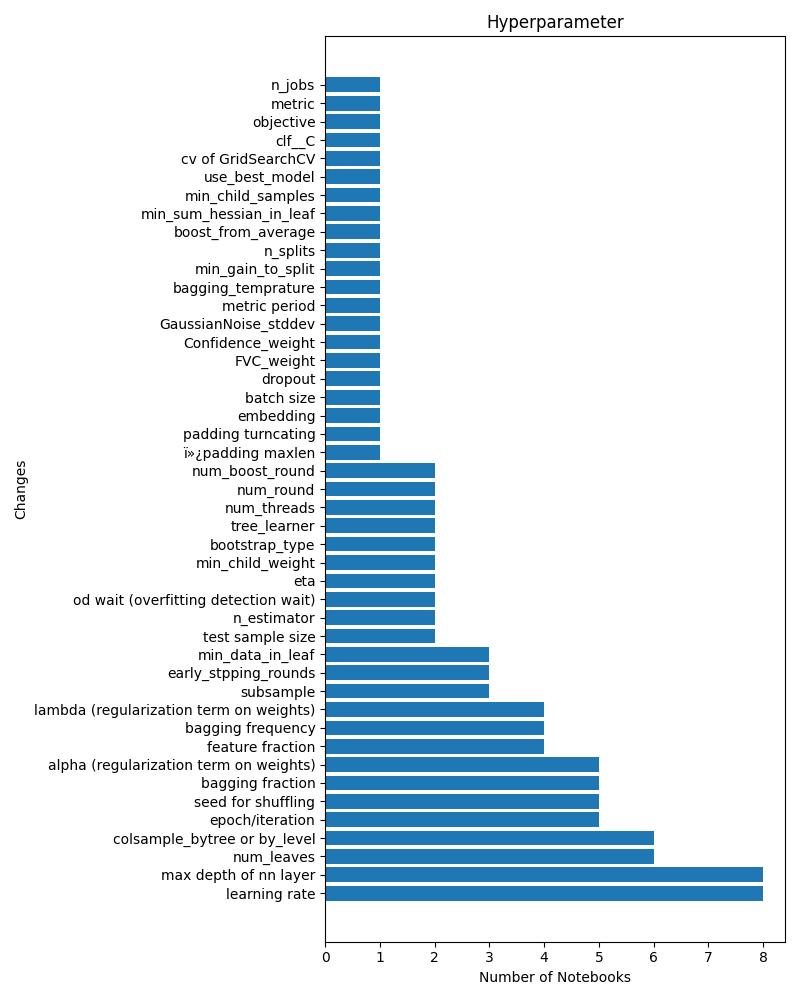 Hyperparameter
n_jobs
metric
objective
clf__C
cv of GridSearchCV
use_best_model
min_child_samples
min_sum_hessian_in_leaf
boost_from_average
n_splits
min_gain_to_split
bagging_temprature
metric period
GaussianNoise_stddev
Confidence_weight
FVC_weight
dropout
batch size
embedding
padding turncating
ï»¿padding maxlen
num_boost_round
num_round
num_threads
tree_learner
bootstrap_type
min_child_weight
eta
od wait (overfitting detection wait)
n_estimator
test sample size
min_data_in_leaf
early_stpping_rounds
subsample
lambda (regularization term on weights)
bagging frequency
feature fraction
alpha (regularization term on weights)
bagging fraction
seed for shuffling
epoch/iteration
colsample_bytree or by_level
num_leaves
max depth of nn layer
learning rate
Changes
0 1 2 3 4 5 6 7 8
Number of Notebooks